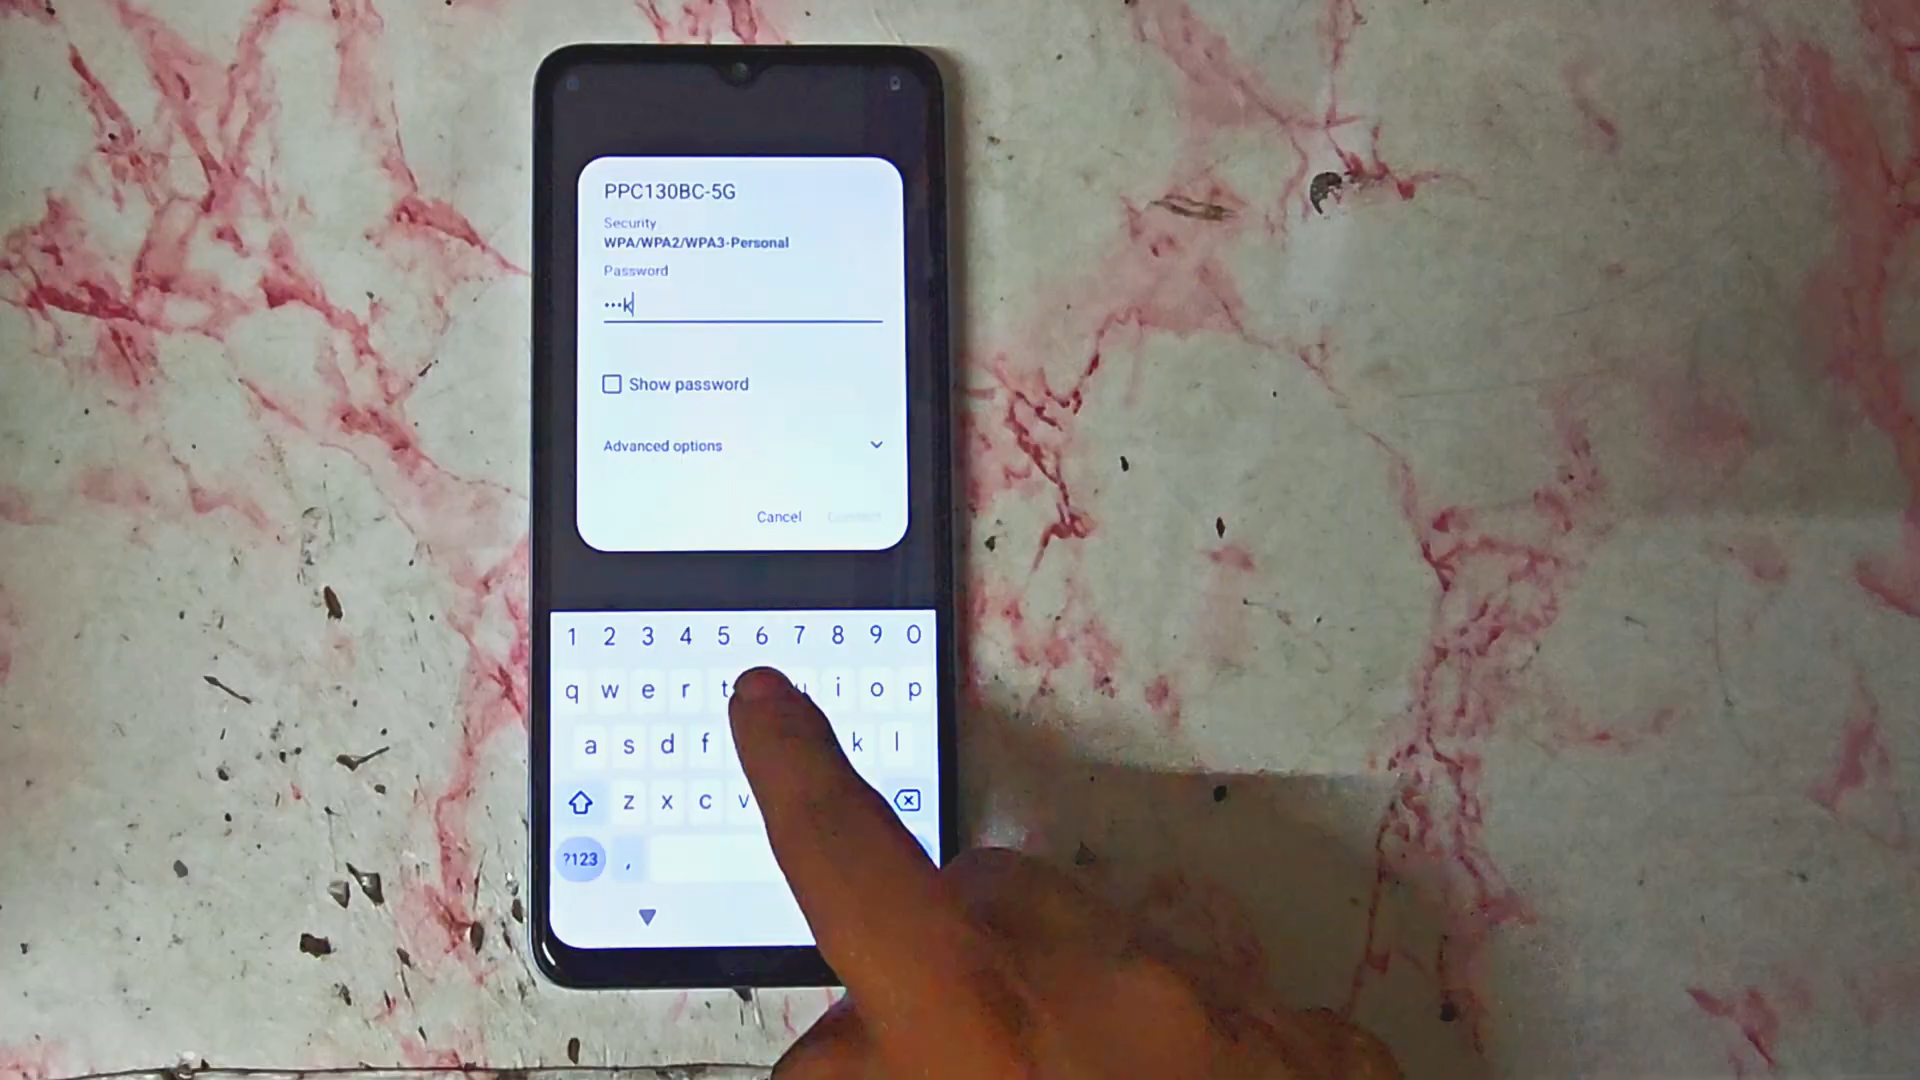 PPC130BC-5G
Security
WPA/WPA2/WPA3-Personal
Password
•••k
Show password
Advanced options
Cancel Connect
1 2 3 4 5 6 7 8 9 0
q w e r t u i o p
a s d f k l
z x c v
?123 ,